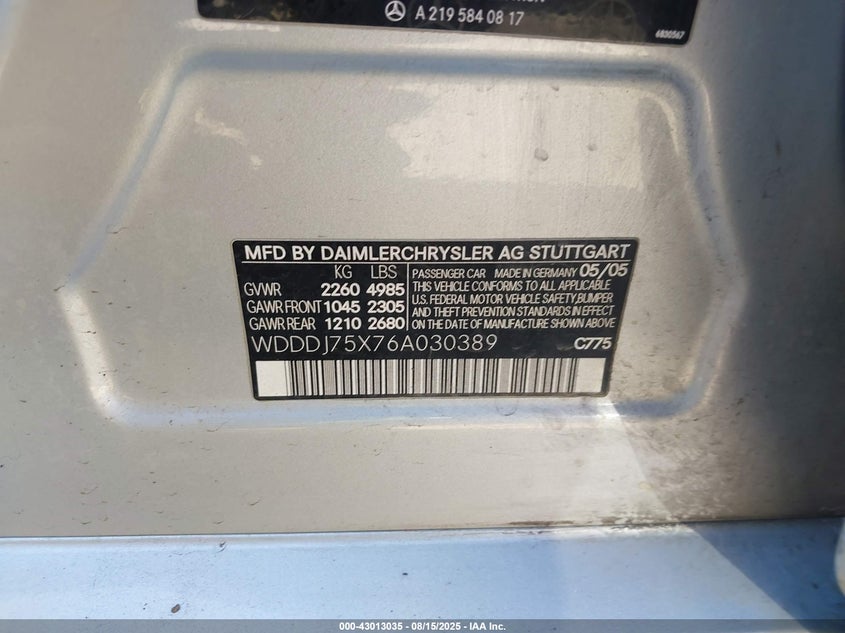 A 219 584 08 17
6830567
MFD BY DAIMLERCHRYSLER AG STUTTGART
KG LBS
GVWR 2260 4985
GAWR FRONT 1045 2305
GAWR REAR 1210 2680
PASSENGER CAR MADE IN GERMANY 05/05
THIS VEHICLE CONFORMS TO ALL APPLICABLE
U.S. FEDERAL MOTOR VEHICLE SAFETY, BUMPER
AND THEFT PREVENTION STANDARDS IN EFFECT
ON THE DATE OF MANUFACTURE SHOWN ABOVE
WDDDJ75X76A030389 C775
000-43013035 - 08/15/2025 - IAA Inc.